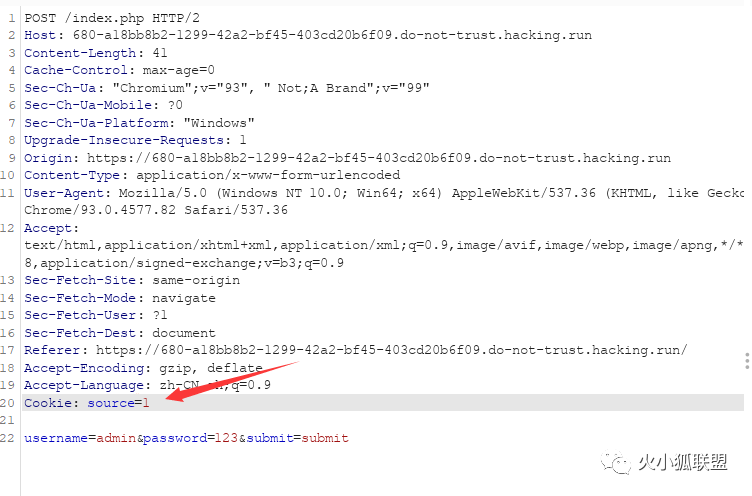 1 POST /index.php HTTP/2
2 Host: 680-a18bb8b2-1299-42a2-bf45-403cd20b6f09.do-not-trust.hacking.run
3 Content-Length: 41
4 Cache-Control: max-age=0
5 Sec-Ch-Ua: "Chromium";v="93", " Not;A Brand";v="99"
6 Sec-Ch-Ua-Mobile: ?0
7 Sec-Ch-Ua-Platform: "Windows"
8 Upgrade-Insecure-Requests: 1
9 Origin: https://680-a18bb8b2-1299-42a2-bf45-403cd20b6f09.do-not-trust.hacking.run
10 Content-Type: application/x-www-form-urlencoded
11 User-Agent: Mozilla/5.0 (Windows NT 10.0; Win64; x64) AppleWebKit/537.36 (KHTML, like Gecko
Chrome/93.0.4577.82 Safari/537.36
12 Accept:
text/html,application/xhtml+xml,application/xml;q=0.9,image/avif,image/webp,image/apng,*/*
8,application/signed-exchange;v=b3;q=0.9
13 Sec-Fetch-Site: same-origin
14 Sec-Fetch-Mode: navigate
15 Sec-Fetch-User: ?1
16 Sec-Fetch-Dest: document
17 Referer: https://680-a18bb8b2-1299-42a2-bf45-403cd20b6f09.do-not-trust.hacking.run/
18 Accept-Encoding: gzip, deflate
19 Accept-Language: zh-CN,zh;q=0.9
20 Cookie: source=1
21
22 username=admin&password=123&submit=submit
火小狐联盟